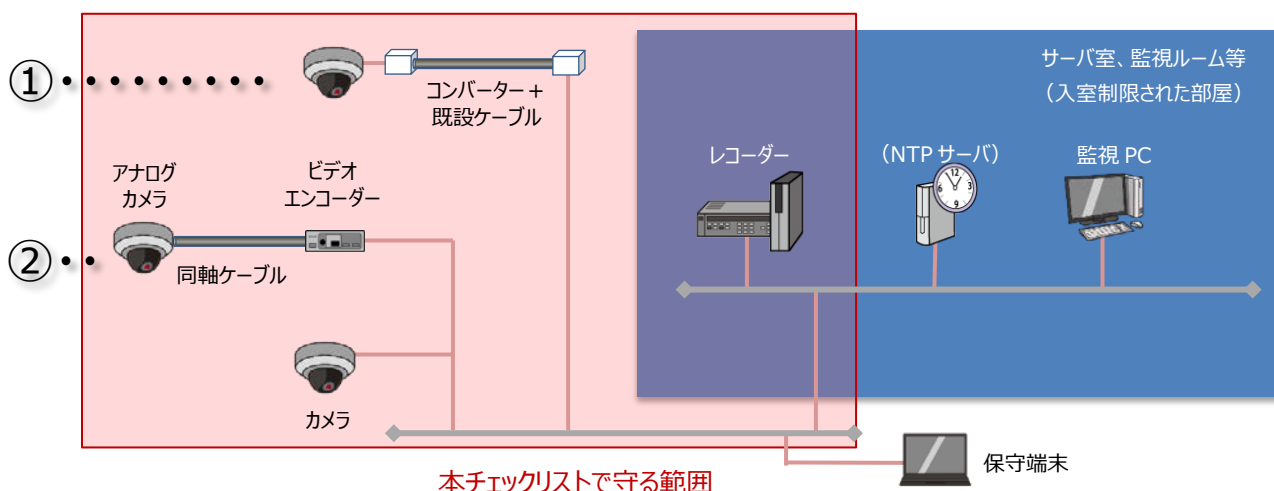 ①
コンバーター +
既設ケーブル
サーバ室、監視ルーム等
（入室制限された部屋）
レコーダー
（NTP サーバ）
監視 PC
12
3
6
9
アナログ
カメラ
ビデオ
エンコーダー
②
同軸ケーブル
カメラ
本チェックリストで守る範囲
保守端末